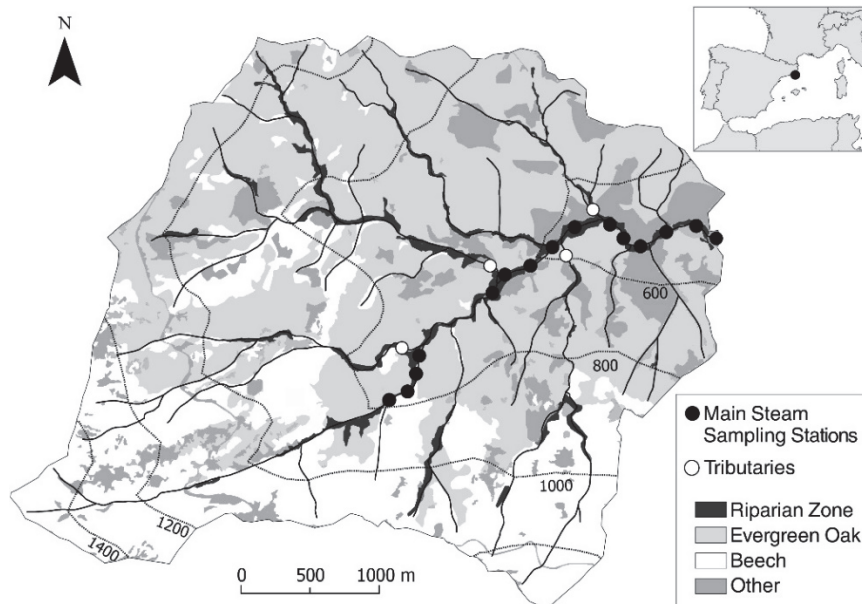 N
600
800
1000
1200
1400
0 500 1000 m
Main Steam
Sampling Stations
Tributaries
Riparian Zone
Evergreen Oak
Beech
Other